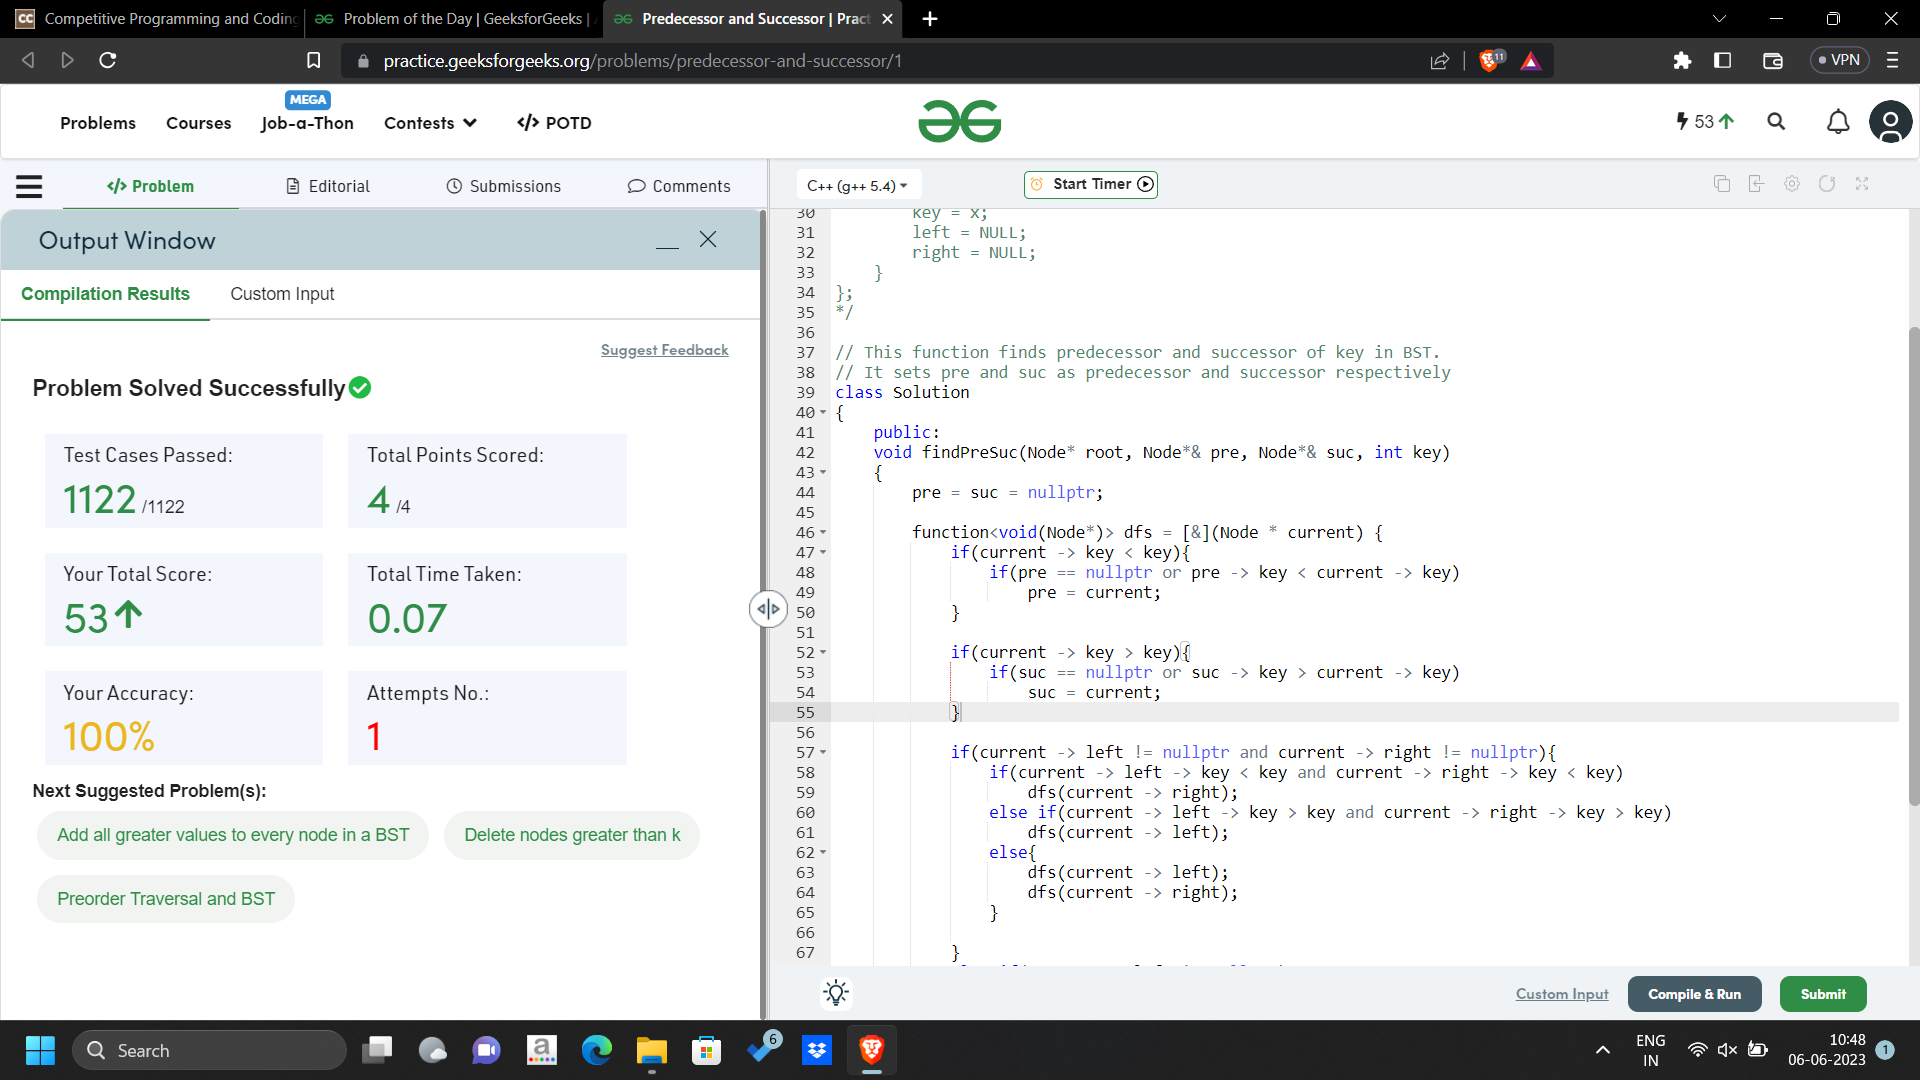 CC Competitive Programming and Coding
Problem of the Day | GeeksforGeeks |
Predecessor and Successor | Pract
practice.geeksforgeeks.org/problems/predecessor-and-successor/1
11
VPN
Problems
Courses
MEGA
Job-a-Thon
Contests
</> POTD
53
</> Problem
Editorial
Submissions
Comments
C++ (g++ 5.4)
Start Timer
Output Window
Compilation Results
Custom Input
Suggest Feedback
Problem Solved Successfully
Test Cases Passed:
1122 /1122
Total Points Scored:
4 /4
Your Total Score:
53
Total Time Taken:
0.07
Your Accuracy:
100%
Attempts No.:
1
Next Suggested Problem(s):
Add all greater values to every node in a BST
Delete nodes greater than k
Preorder Traversal and BST
30 key = x;
31 left = NULL;
32 right = NULL;
33 }
34 };
35 */
36
37 // This function finds predecessor and successor of key in BST.
38 // It sets pre and suc as predecessor and successor respectively
39 class Solution
40 {
41 public:
42 void findPreSuc(Node* root, Node*& pre, Node*& suc, int key)
43 {
44 pre = suc = nullptr;
45
46 function<void(Node*)> dfs = [&](Node * current) {
47 if(current -> key < key){
48 if(pre == nullptr or pre -> key < current -> key)
49 pre = current;
50 }
51
52 if(current -> key > key){
53 if(suc == nullptr or suc -> key > current -> key)
54 suc = current;
55 }
56
57 if(current -> left != nullptr and current -> right != nullptr){
58 if(current -> left -> key < key and current -> right -> key < key)
59 dfs(current -> right);
60 else if(current -> left -> key > key and current -> right -> key > key)
61 dfs(current -> left);
62 else{
63 dfs(current -> left);
64 dfs(current -> right);
65 }
66
67 }
Custom Input
Compile & Run
Submit
Search
a
6
ENG
IN
10:48
06-06-2023
1